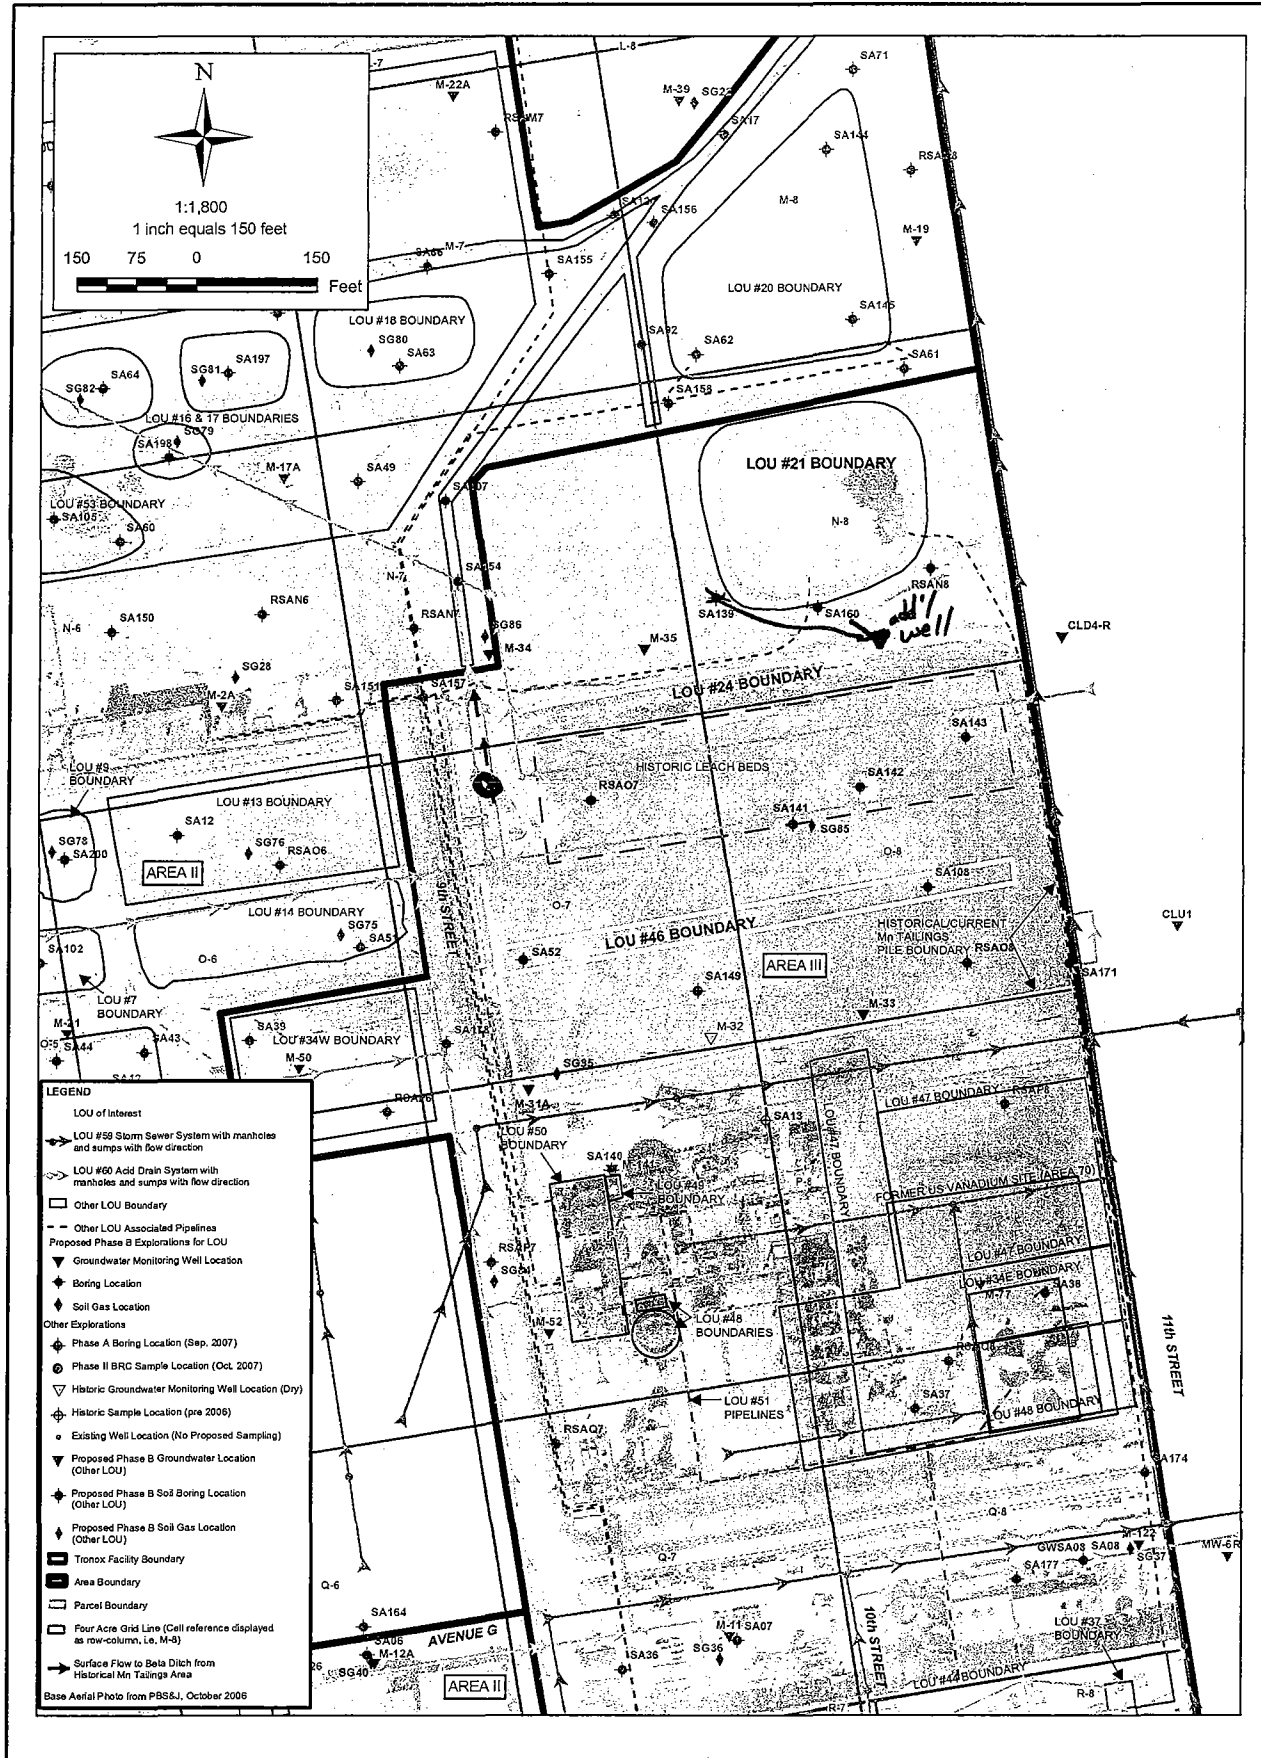 N
1:1,800
1 inch equals 150 feet
150 75 0 150
Feet
L-8
SA71
M-22A
M-39
SA17
SA144
M-8
M-19
SA156
M-7
SA155
LOU #20 BOUNDARY
LOU #18 BOUNDARY
SG80
SA63
SA62
SA61
SA158
SG81
SA197
SG82
SA64
LOU #16 & 17 BOUNDARIES
SG79
SA198
M-17A
SA49
LOU #21 BOUNDARY
LOU #53 BOUNDARY
SA105
SA60
N-8
N-7
RSAN8
N-6
SA150
RSAN6
SG86
M-34
M-35
SA139
SA160
add'l
well
CLD4-R
SG28
M-2A
SA157
LOU #24 BOUNDARY
SA143
LOU #9
BOUNDARY
HISTORIC LEACH BEDS
RSAO7
SA142
LOU #13 BOUNDARY
SA12
SA141
SG85
SG78
SA200
SG76
RSAO6
O-8
AREA II
SA108
9th STREET
LOU #14 BOUNDARY
SG75
O-7
LOU #46 BOUNDARY
HISTORICAL/CURRENT
Mn TAILINGS
PILE BOUNDARY
RSAO8
CLU1
SA102
O-6
SA52
AREA III
SA171
LOU #7
BOUNDARY
SA149
M-33
M-21
SA44
SA43
SA39
LOU #34W BOUNDARY
M-50
M-32
SG35
M-31A
SA13
LOU #47 BOUNDARY
RSAP8
LOU #50
BOUNDARY
SA140
LOU #49
BOUNDARY
LOU #47 BOUNDARY
FORMER US VANADIUM SITE (AREA 70)
LOU #47 BOUNDARY
LOU #34E BOUNDARY
M-77
SA38
RSAP7
M-52
LOU #48
BOUNDARIES
11th STREET
SA37
LOU #51
PIPELINES
LOU #48 BOUNDARY
RSAQ7
SA174
Q-8
Q-7
M-122
GWSA08
SA08
SG37
MW-6R
SA177
Q-6
SA164
SA06
M-12A
SG40
AVENUE G
M-11
SA07
SG36
SA36
10th STREET
LOU #37
BOUNDARY
LOU #44 BOUNDARY
AREA II
R-7
R-8
LEGEND
LOU of Interest
LOU #59 Storm Sewer System with manholes
and sumps with flow direction
LOU #60 Acid Drain System with
manholes and sumps with flow direction
Other LOU Boundary
Other LOU Associated Pipelines
Proposed Phase B Explorations for LOU
Groundwater Monitoring Well Location
Boring Location
Soil Gas Location
Other Explorations
Phase A Boring Location (Sep. 2007)
Phase II BRC Sample Location (Oct. 2007)
Historic Groundwater Monitoring Well Location (Dry)
Historic Sample Location (pre 2006)
Existing Well Location (No Proposed Sampling)
Proposed Phase B Groundwater Location
(Other LOU)
Proposed Phase B Soil Boring Location
(Other LOU)
Proposed Phase B Soil Gas Location
(Other LOU)
Tronox Facility Boundary
Area Boundary
Parcel Boundary
Four Acre Grid Line (Cell reference displayed
as row-column, i.e, M-8)
Surface Flow to Beta Ditch from
Historical Mn Tailings Area
Base Aerial Photo from PBS&J, October 2006